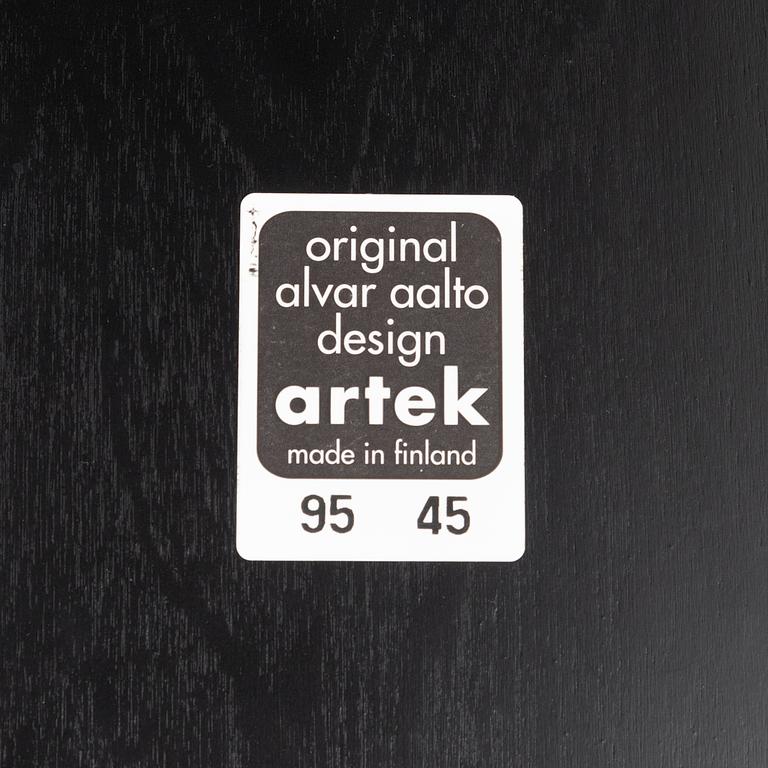 original
alvar aalto
design
artek
made in finland
95 45